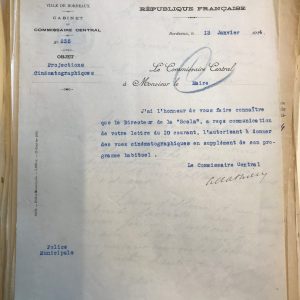 VILLE DE BORDEAUX
CABINET
DU
COMMISSAIRE CENTRAL
No 255
OBJET
Projections
Cinématographiques
RÉPUBLIQUE FRANÇAISE
Bordeaux, le 13 Janvier
Le Commissaire Central
à Monsieur le Maire
J'ai l'honneur de vous faire connaître
que le Directeur de la "Scala", a reçu communication
de votre lettre du 10 courant, l'autorisant à donner
des vues cinématographiques en supplément de son
programme habituel.
Le Commissaire Central
Police
Municipale